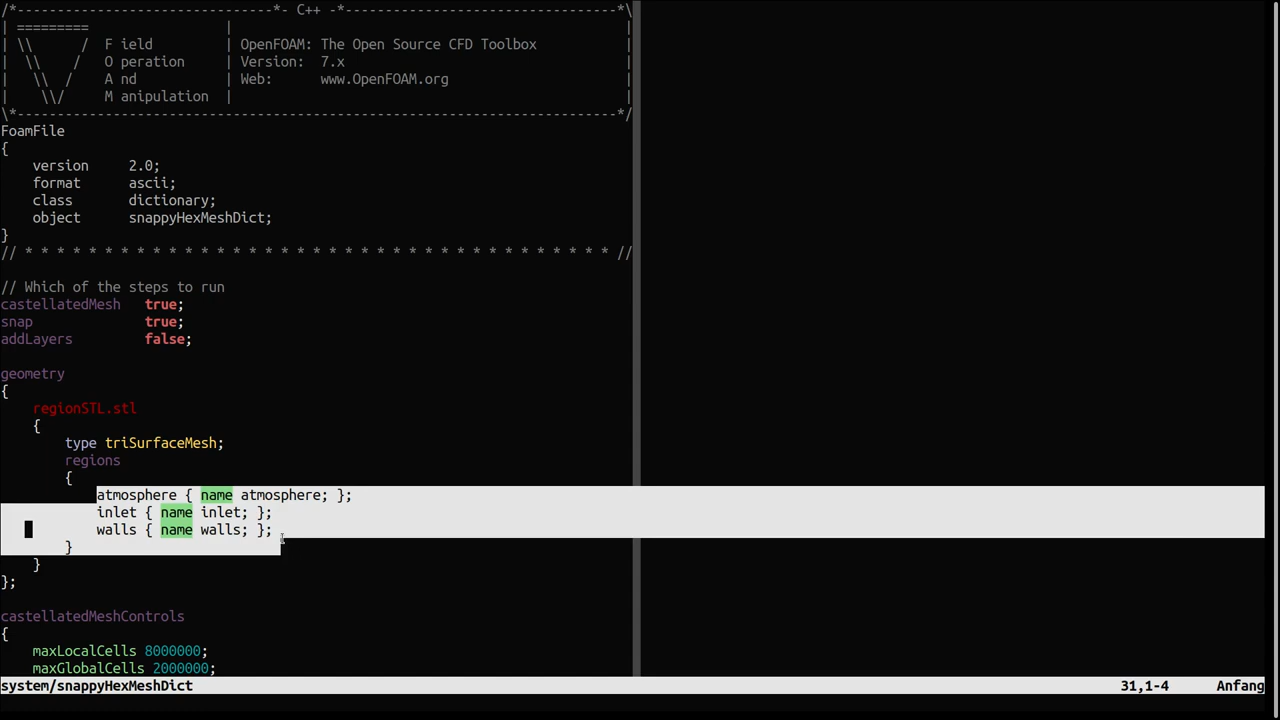 /*--------------------------------*- C++ -*----------------------------------*\
| =========                 |                                                 |
| \\      /  F ield         | OpenFOAM: The Open Source CFD Toolbox           |
|  \\    /   O peration     | Version:  7.x                                   |
|   \\  /    A nd           | Web:      www.OpenFOAM.org                      |
|    \\/     M anipulation  |                                                 |
\*---------------------------------------------------------------------------*/
FoamFile
{
    version     2.0;
    format      ascii;
    class       dictionary;
    object      snappyHexMeshDict;
}
// * * * * * * * * * * * * * * * * * * * * * * * * * * * * * * * * * * * * * //
// Which of the steps to run
castellatedMesh   true;
snap              true;
addLayers         false;
geometry
{
    regionSTL.stl
    {
        type triSurfaceMesh;
        regions
        {
            atmosphere { name atmosphere; };
            inlet { name inlet; };
            walls { name walls; };
        }
    }
};
castellatedMeshControls
{
    maxLocalCells 8000000;
    maxGlobalCells 2000000;
system/snappyHexMeshDict 31,1-4 Anfang